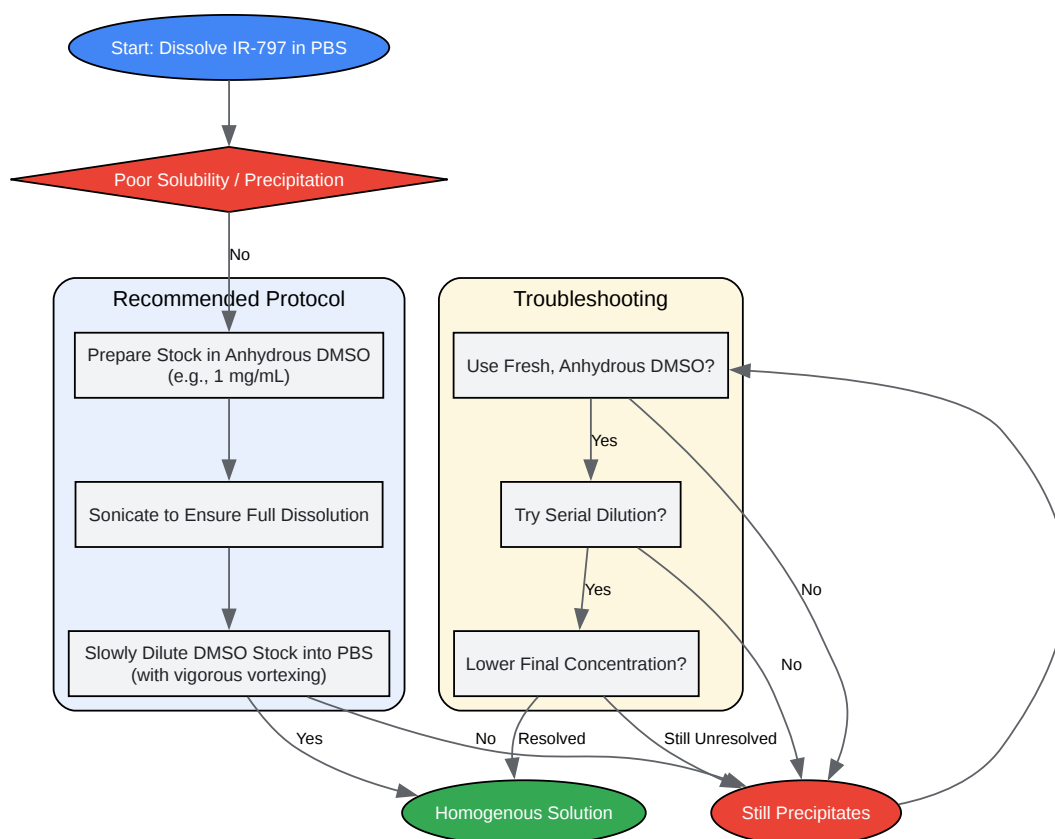 Start: Dissolve IR-797 in PBS
Poor Solubility / Precipitation
No
Recommended Protocol
Prepare Stock in Anhydrous DMSO
(e.g., 1 mg/mL)
Sonicate to Ensure Full Dissolution
Slowly Dilute DMSO Stock into PBS
(with vigorous vortexing)
Troubleshooting
Use Fresh, Anhydrous DMSO?
Yes
Try Serial Dilution?
Yes
No
Lower Final Concentration?
No
Yes
No
Resolved
Still Unresolved
Homogenous Solution
Still Precipitates